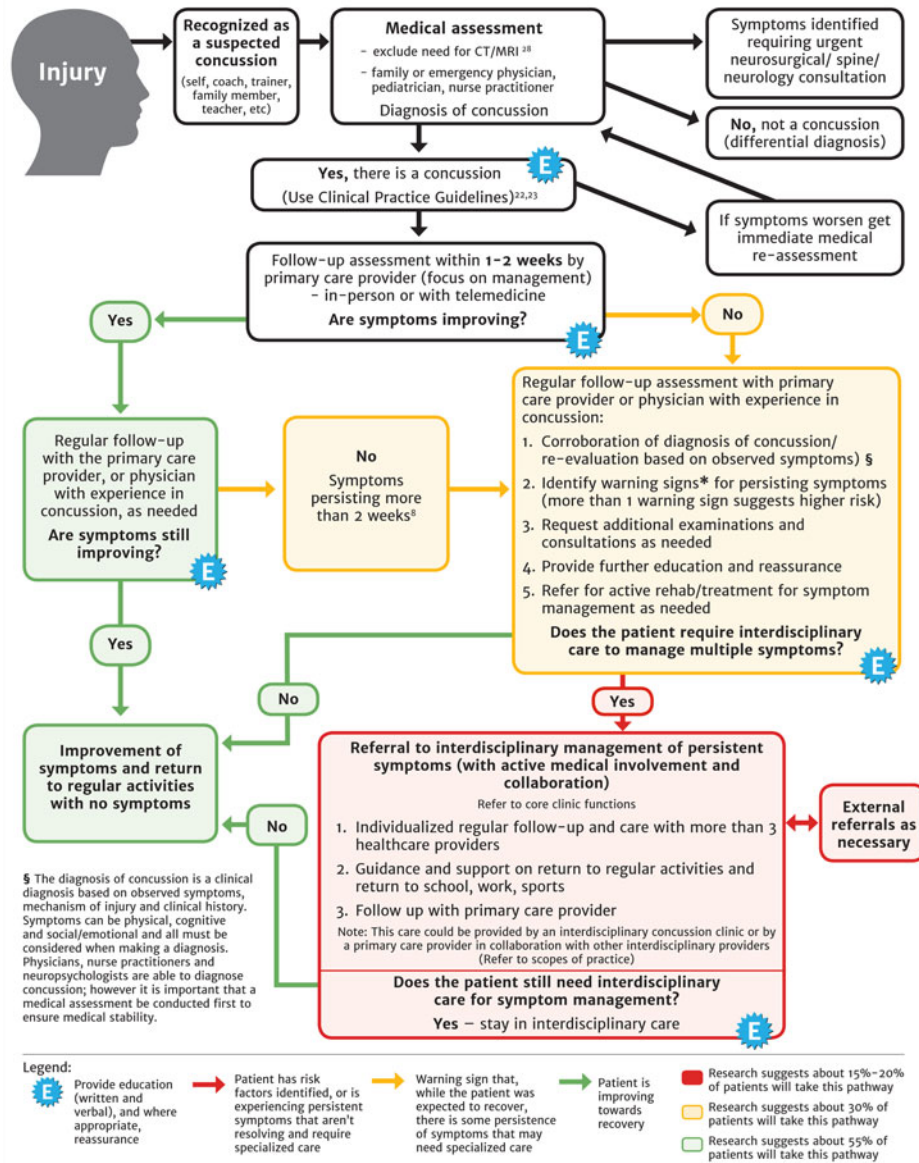 Injury
Recognized as
a suspected
concussion
(self, coach, trainer,
family member,
teacher, etc)
Medical assessment
- exclude need for CT/MRI 28
- family or emergency physician,
pediatrician, nurse practitioner
Diagnosis of concussion
Symptoms identified
requiring urgent
neurosurgical/ spine/
neurology consultation
No, not a concussion
(differential diagnosis)
E
Yes, there is a concussion
(Use Clinical Practice Guidelines)22,23
If symptoms worsen get
immediate medical
re-assessment
Follow-up assessment within 1-2 weeks by
primary care provider (focus on management)
- in-person or with telemedicine
Are symptoms improving?
E
Yes
No
Regular follow-up
with the primary care
provider, or physician
with experience in
concussion, as needed
Are symptoms still
improving?
E
No
Symptoms
persisting more
than 2 weeks8
Regular follow-up assessment with primary
care provider or physician with experience in
concussion:
1. Corroboration of diagnosis of concussion/
re-evaluation based on observed symptoms) §
2. Identify warning signs* for persisting symptoms
(more than 1 warning sign suggests higher risk)
3. Request additional examinations and
consultations as needed
4. Provide further education and reassurance
5. Refer for active rehab/treatment for symptom
management as needed
Does the patient require interdisciplinary
care to manage multiple symptoms?
E
Yes
No
Yes
Improvement of
symptoms and return
to regular activities
with no symptoms
No
Referral to interdisciplinary management of persistent
symptoms (with active medical involvement and
collaboration)
Refer to core clinic functions
1. Individualized regular follow-up and care with more than 3
healthcare providers
2. Guidance and support on return to regular activities and
return to school, work, sports
3. Follow up with primary care provider
Note: This care could be provided by an interdisciplinary concussion clinic or by
a primary care provider in collaboration with other interdisciplinary providers
(Refer to scopes of practice)
Does the patient still need interdisciplinary
care for symptom management?
Yes – stay in interdisciplinary care
E
External
referrals as
necessary
§ The diagnosis of concussion is a clinical
diagnosis based on observed symptoms,
mechanism of injury and clinical history.
Symptoms can be physical, cognitive
and social/emotional and all must be
considered when making a diagnosis.
Physicians, nurse practitioners and
neuropsychologists are able to diagnose
concussion; however it is important that a
medical assessment be conducted first to
ensure medical stability.
Legend:
E
Provide education
(written and
verbal), and where
appropriate,
reassurance
Patient has risk
factors identified, or is
experiencing persistent
symptoms that aren't
resolving and require
specialized care
Warning sign that,
while the patient was
expected to recover,
there is some persistence
of symptoms that may
need specialized care
Patient is
improving
towards
recovery
Research suggests about 15%-20%
of patients will take this pathway
Research suggests about 30% of
patients will take this pathway
Research suggests about 55% of
patients will take this pathway